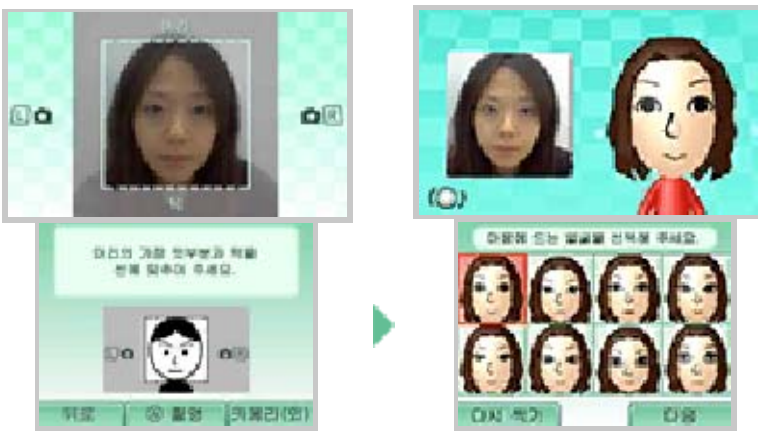 머리
L
R
턱
머리의 가장 윗부분과 턱을
선에 맞추어 주세요.
L
R
뒤로
Ⓐ 촬영
카메라(외)
마음에 드는 얼굴을 선택해 주세요.
다시 찍기
다음